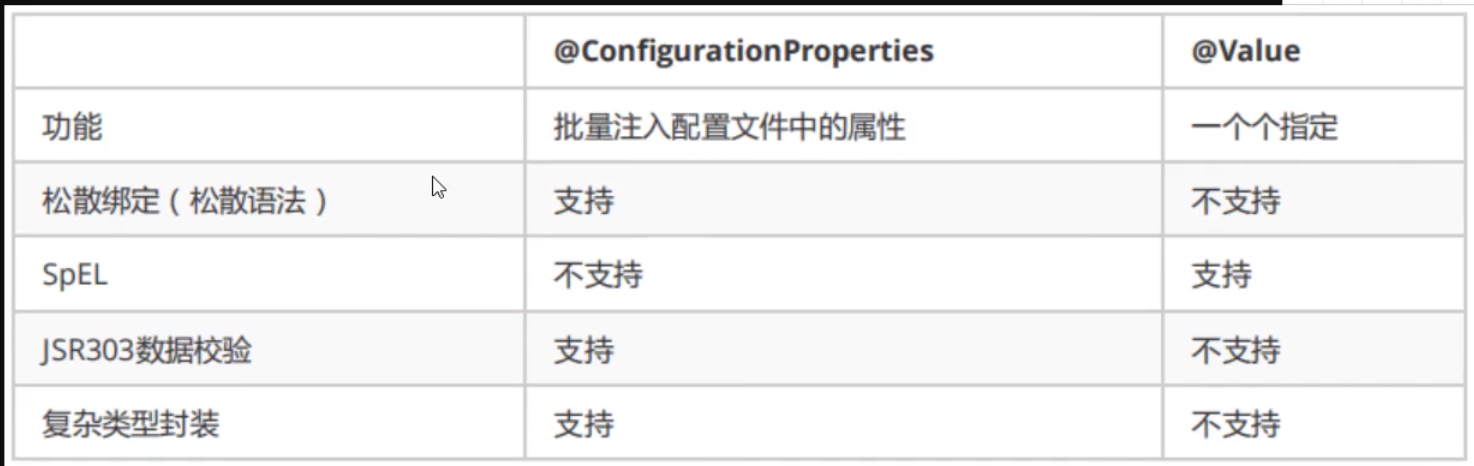 @ConfigurationProperties @Value
功能 批量注入配置文件中的属性 一个个指定
松散绑定（松散语法） 支持 不支持
SpEL 不支持 支持
JSR303数据校验 支持 不支持
复杂类型封装 支持 不支持